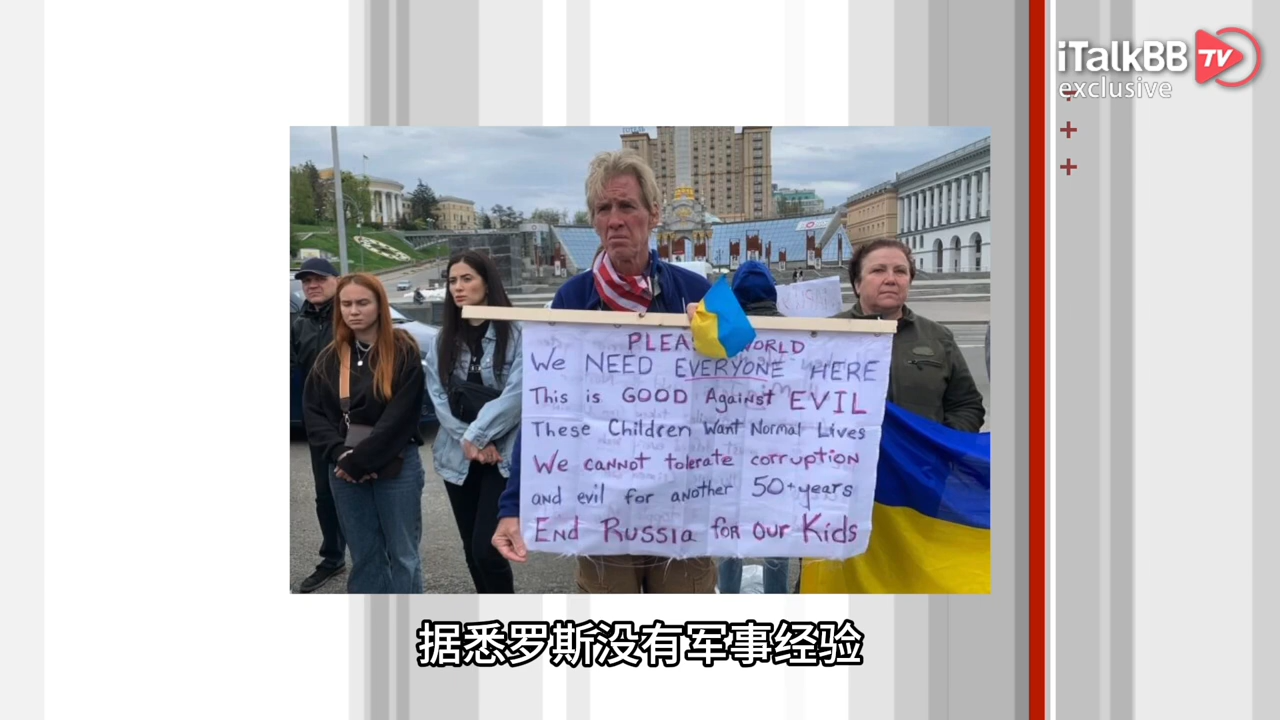 iTalkBB TV
exclusive
PLEAS WORLD
We NEED EVERYONE HERE
This is GOOD Against EVIL
These Children Want Normal Lives
We cannot tolerate corruption
and evil for another 50+years
End Russia for our Kids
据悉罗斯没有军事经验